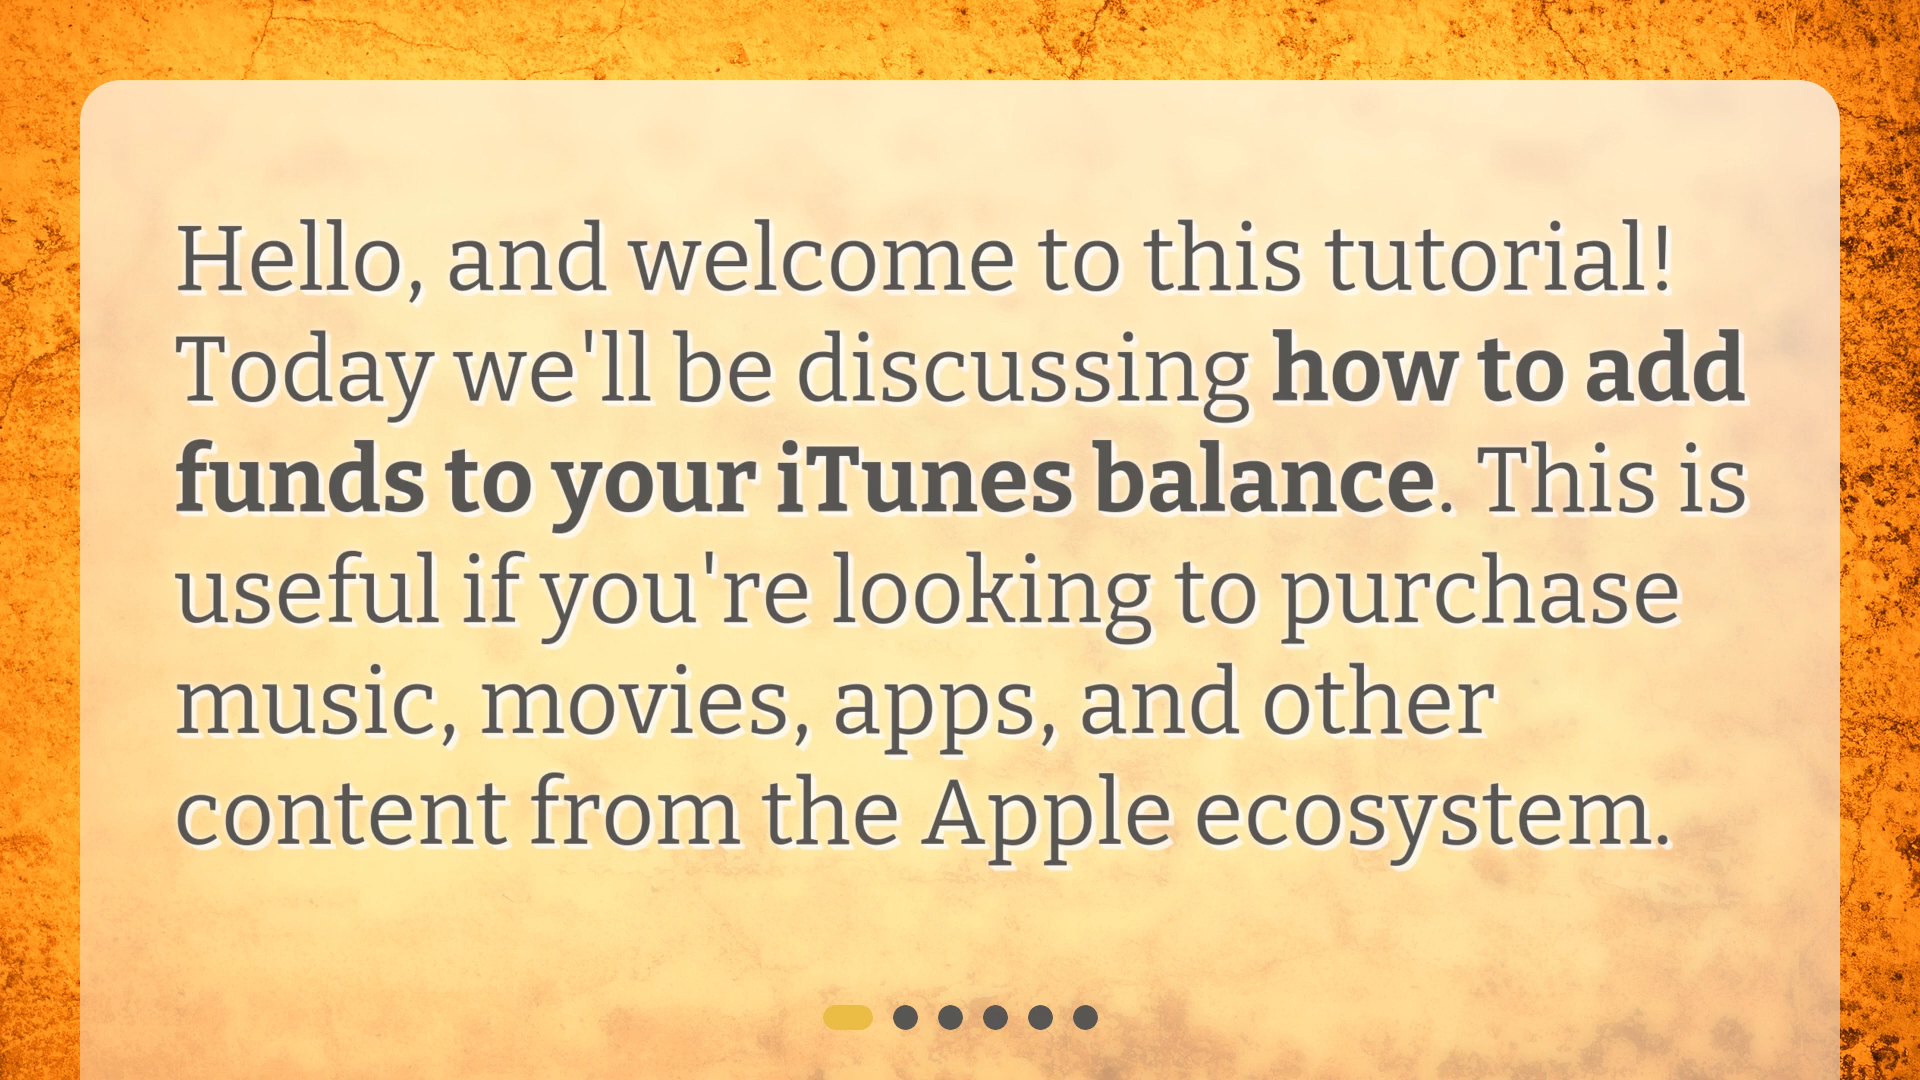 Hello, and welcome to this tutorial!
Today we'll be discussing how to add
funds to your iTunes balance. This is
useful if you're looking to purchase
music, movies, apps, and other
content from the Apple ecosystem.